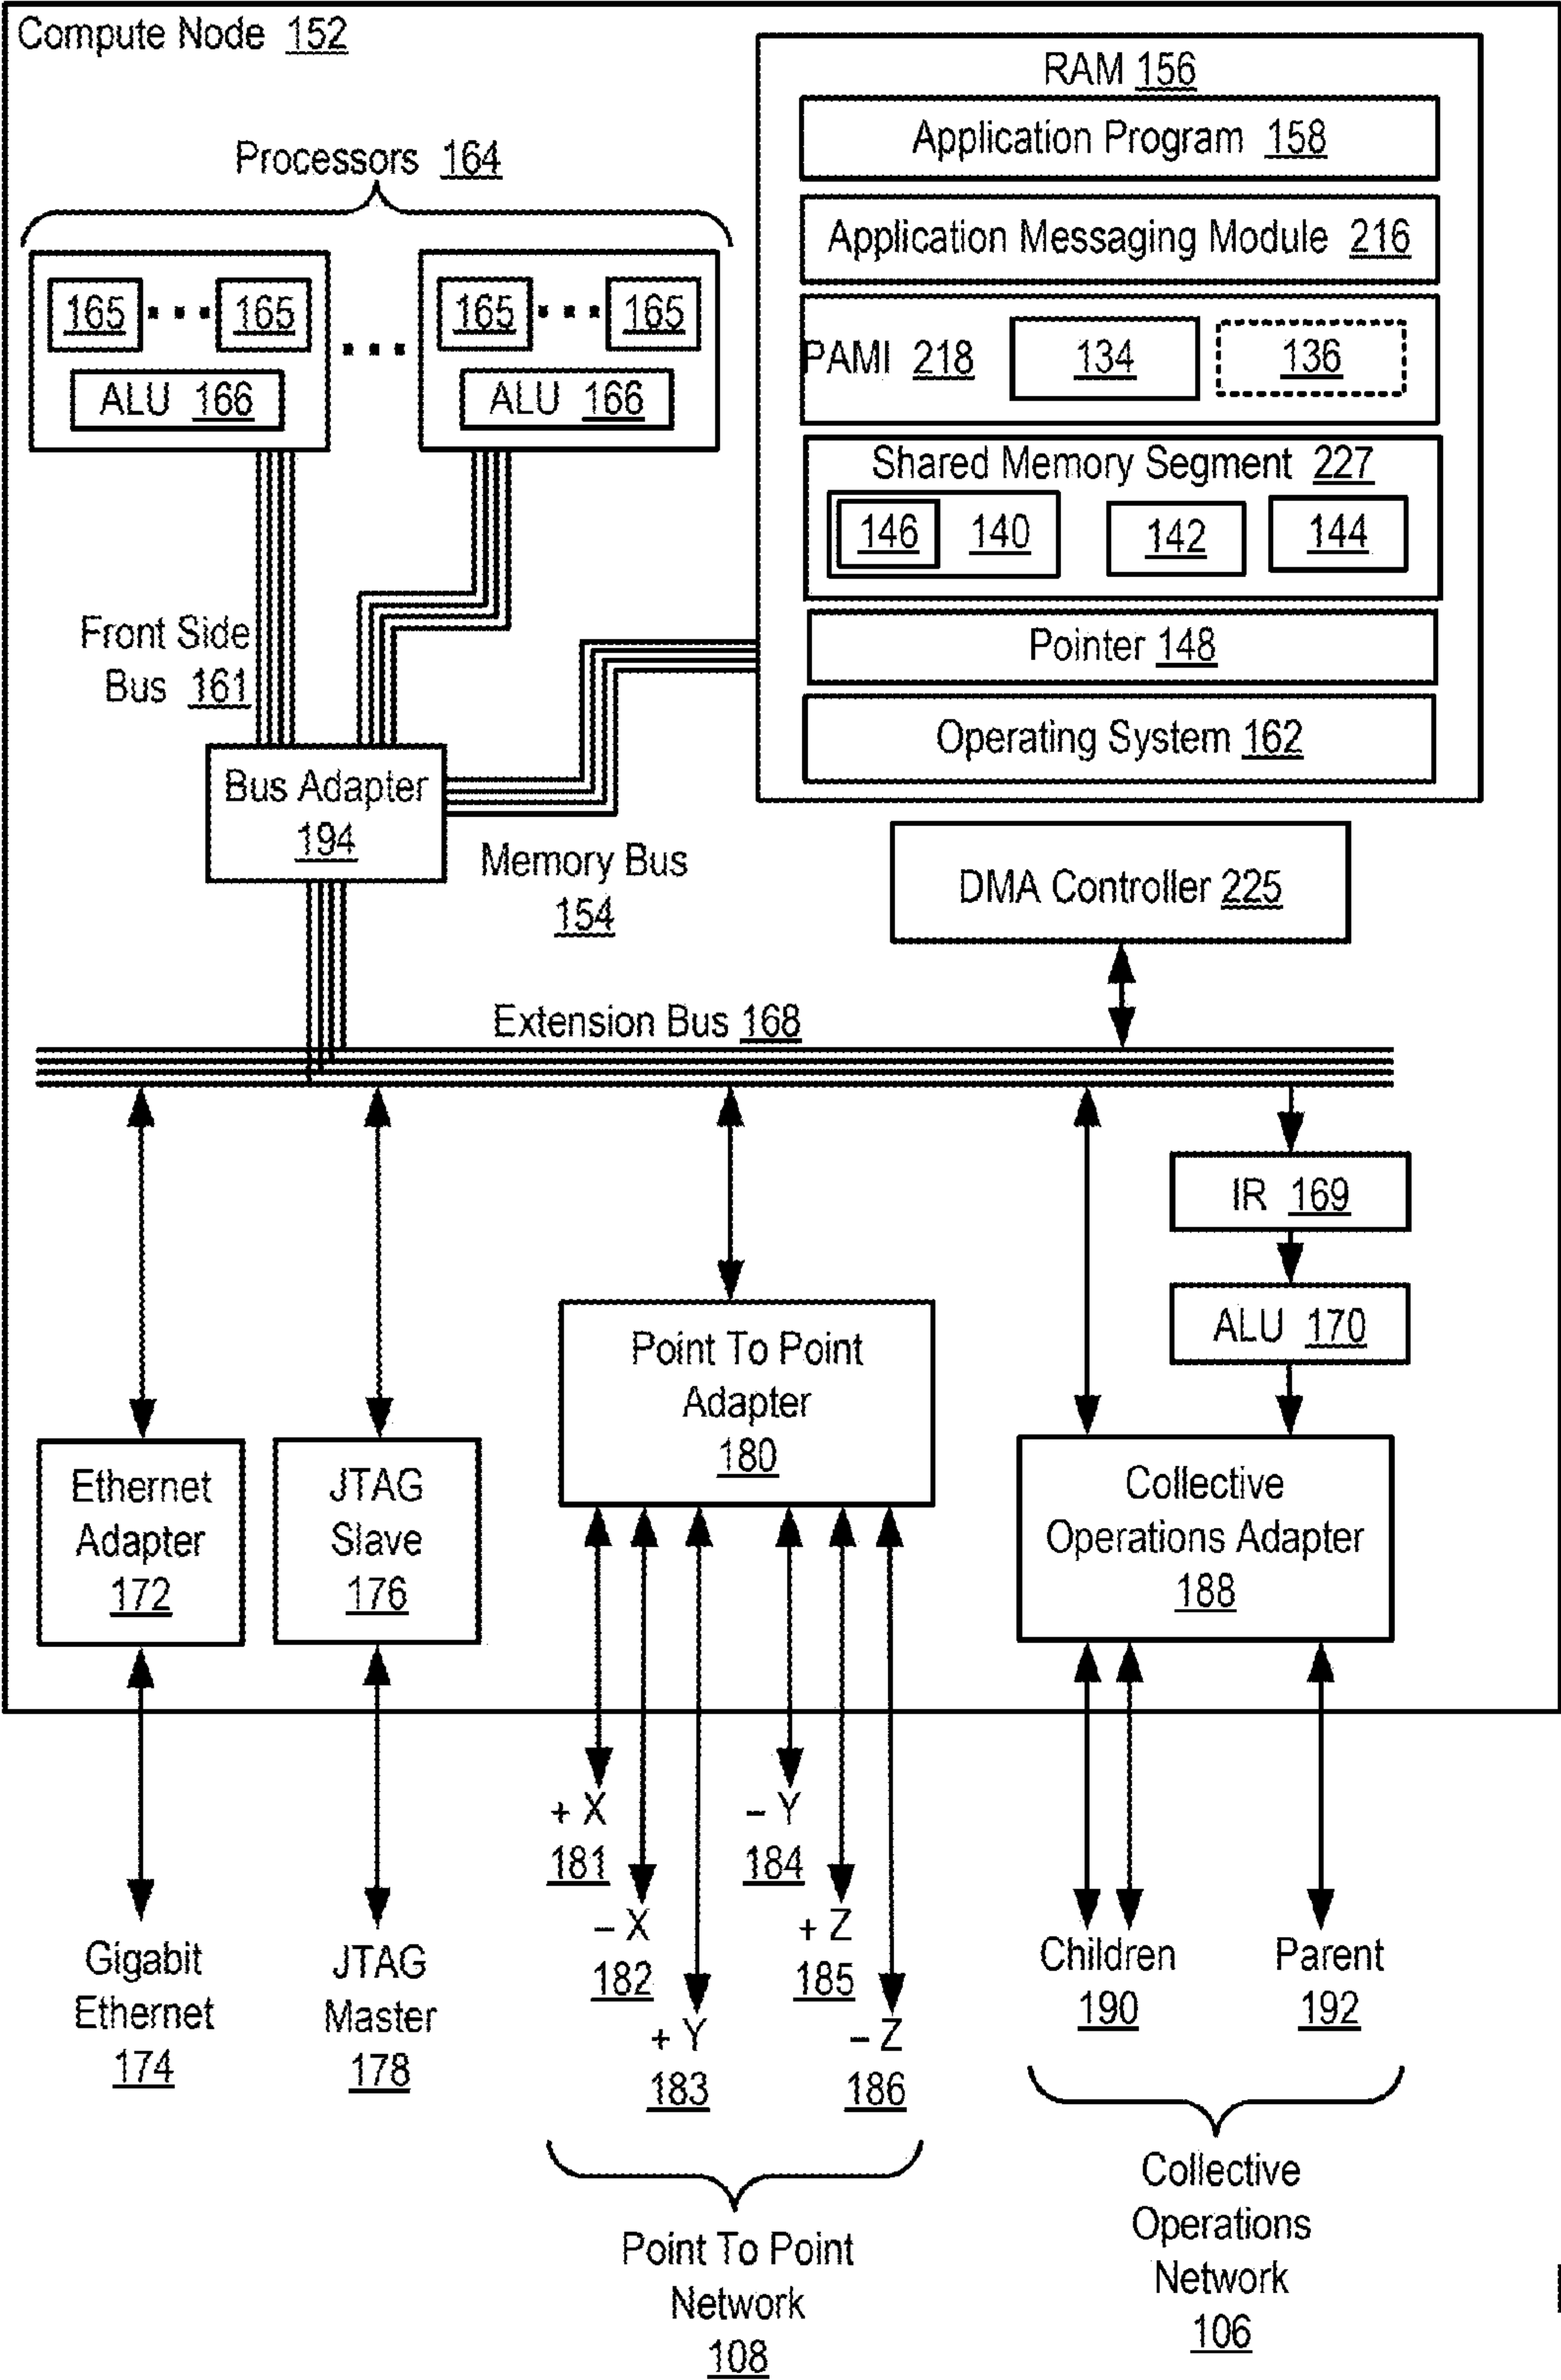 Compute Node 152
RAM 156
Application Program 158
Processors 164
Application Messaging Module 216
165 165 165 165
PAMI 218 134 136
ALU 166 ALU 166
Shared Memory Segment 227
146 140 142 144
Front Side
Bus 161
Pointer 148
Operating System 162
Bus Adapter
194
Memory Bus
154
DMA Controller 225
Extension Bus 168
IR 169
ALU 170
Point To Point
Adapter
180
Ethernet
Adapter
172
JTAG
Slave
176
Collective
Operations Adapter
188
+ X
181
– Y
184
– X
182
+ Z
185
+ Y
183
– Z
186
Gigabit
Ethernet
174
JTAG
Master
178
Children
190
Parent
192
Point To Point
Network
108
Collective
Operations
Network
106